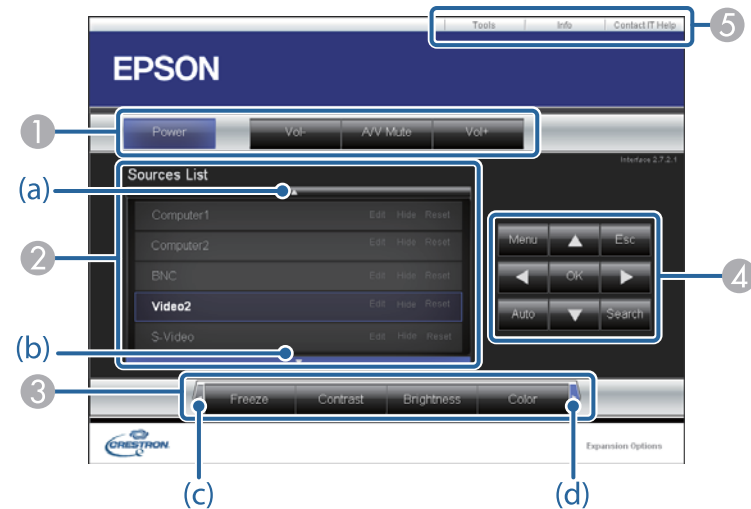 Tools Info Contact IT Help
5
EPSON
1
Power Vol- A/V Mute Vol+
Interface 2.7.2.1
Sources List
(a)
Computer1 Edit Hide Reset
Computer2 Edit Hide Reset
2
BNC Edit Hide Reset
Video2 Edit Hide Reset
S-Video Edit Hide Reset
(b)
Menu Esc
OK
4
Auto Search
3
Freeze Contrast Brightness Color
CRESTRON
Expansion Options
(c) (d)